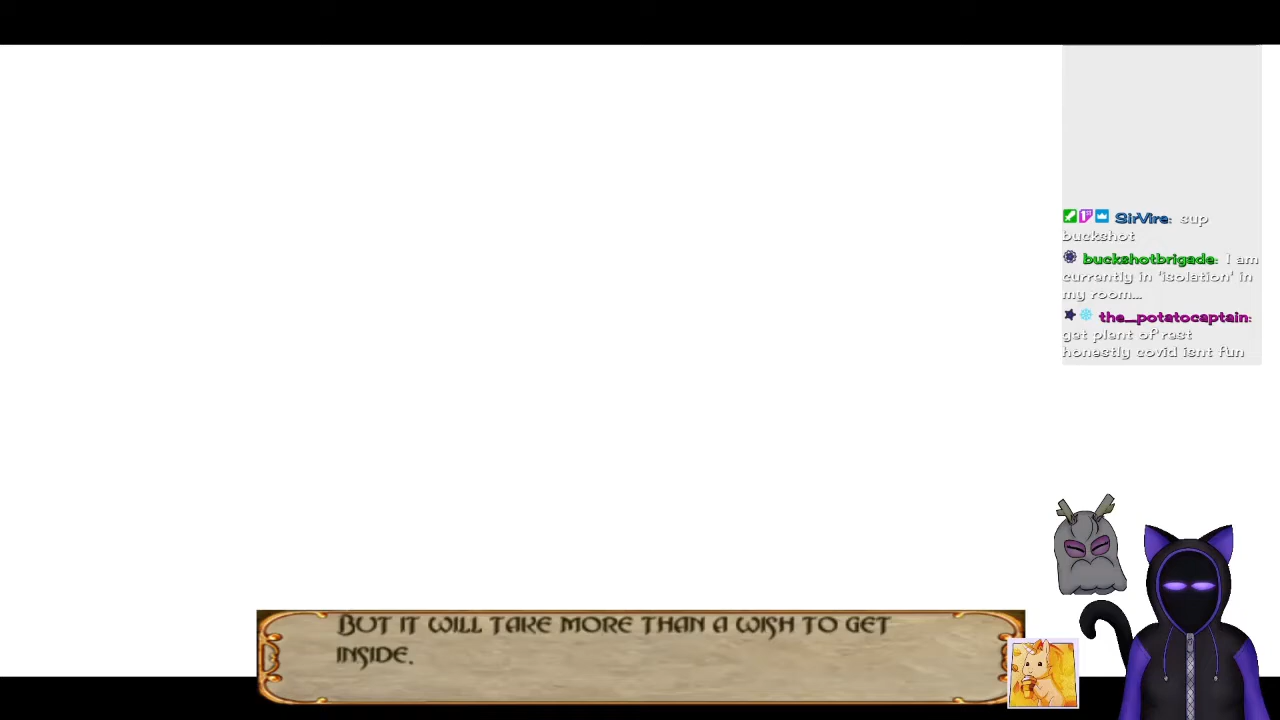 SirVire: sup
buckshot
buckshotbrigade: I am
currently in 'isolation' in
my room...
the_potatocaptain:
get plent of rest
honestly covid isnt fun
BUT IT WILL TAKE MORE THAN A WISH TO GET
INSIDE.